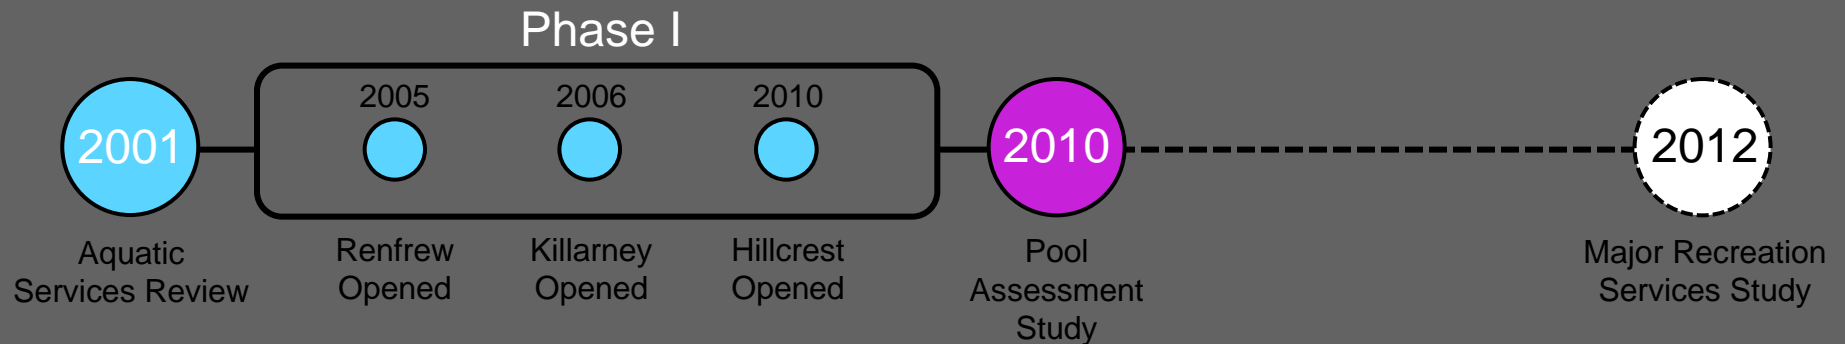 Phase I
2001
Aquatic
Services Review
2005
Renfrew
Opened
2006
Killarney
Opened
2010
Hillcrest
Opened
2010
Pool
Assessment
Study
2012
Major Recreation
Services Study